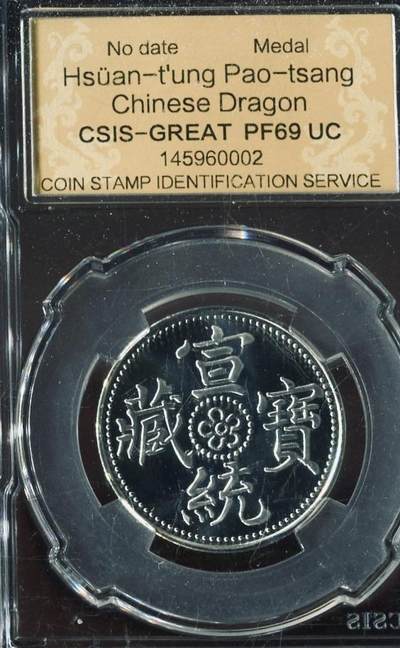 No date Medal
Hsüan-t'ung Pao-tsang
Chinese Dragon
CSIS-GREAT PF69 UC
145960002
COIN STAMP IDENTIFICATION SERVICE
宣
藏 寶
統
CSIS